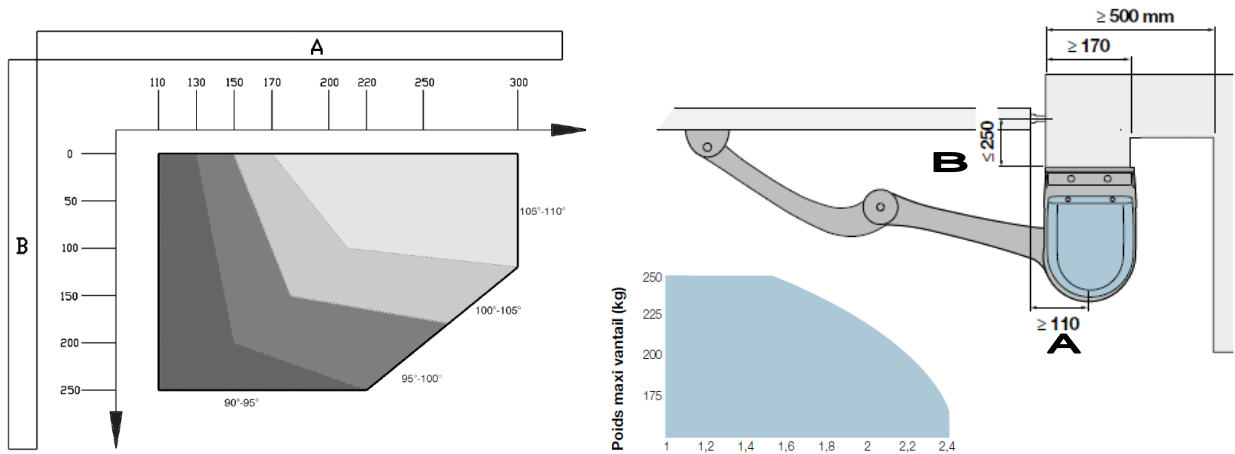 A
110 130 150 170 200 220 250 300
B
0
50
100
150
200
250
105°-110°
100°-105°
95°-100°
90°-95°
≥ 500 mm
≥ 170
≤ 250
B
≥ 110
A
Poids maxi vantail (kg)
250
225
200
175
1 1,2 1,4 1,6 1,8 2 2,2 2,4